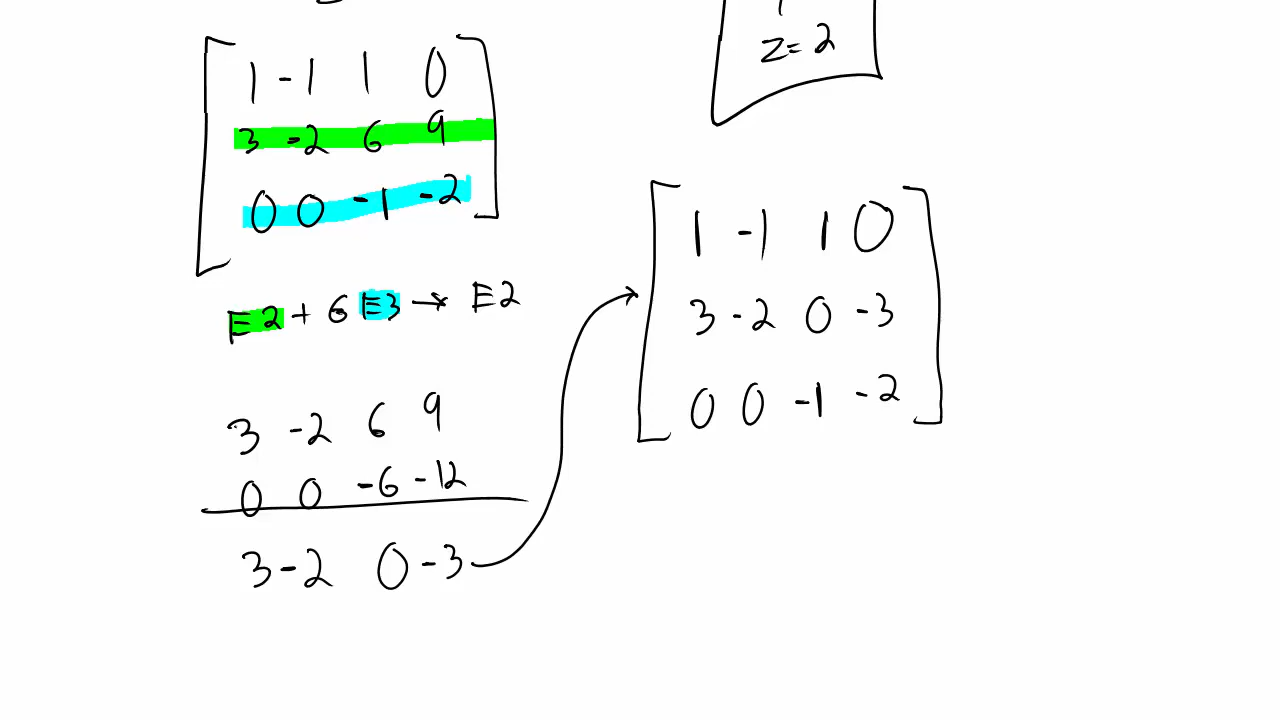 z= 2
1 -1 1 0
3 -2 6 9
0 0 -1 -2
E2 + 6 E3 → E2
3 -2 6 9
0 0 -6 -12
3 -2 0 -3
1 -1 1 0
3 -2 0 -3
0 0 -1 -2